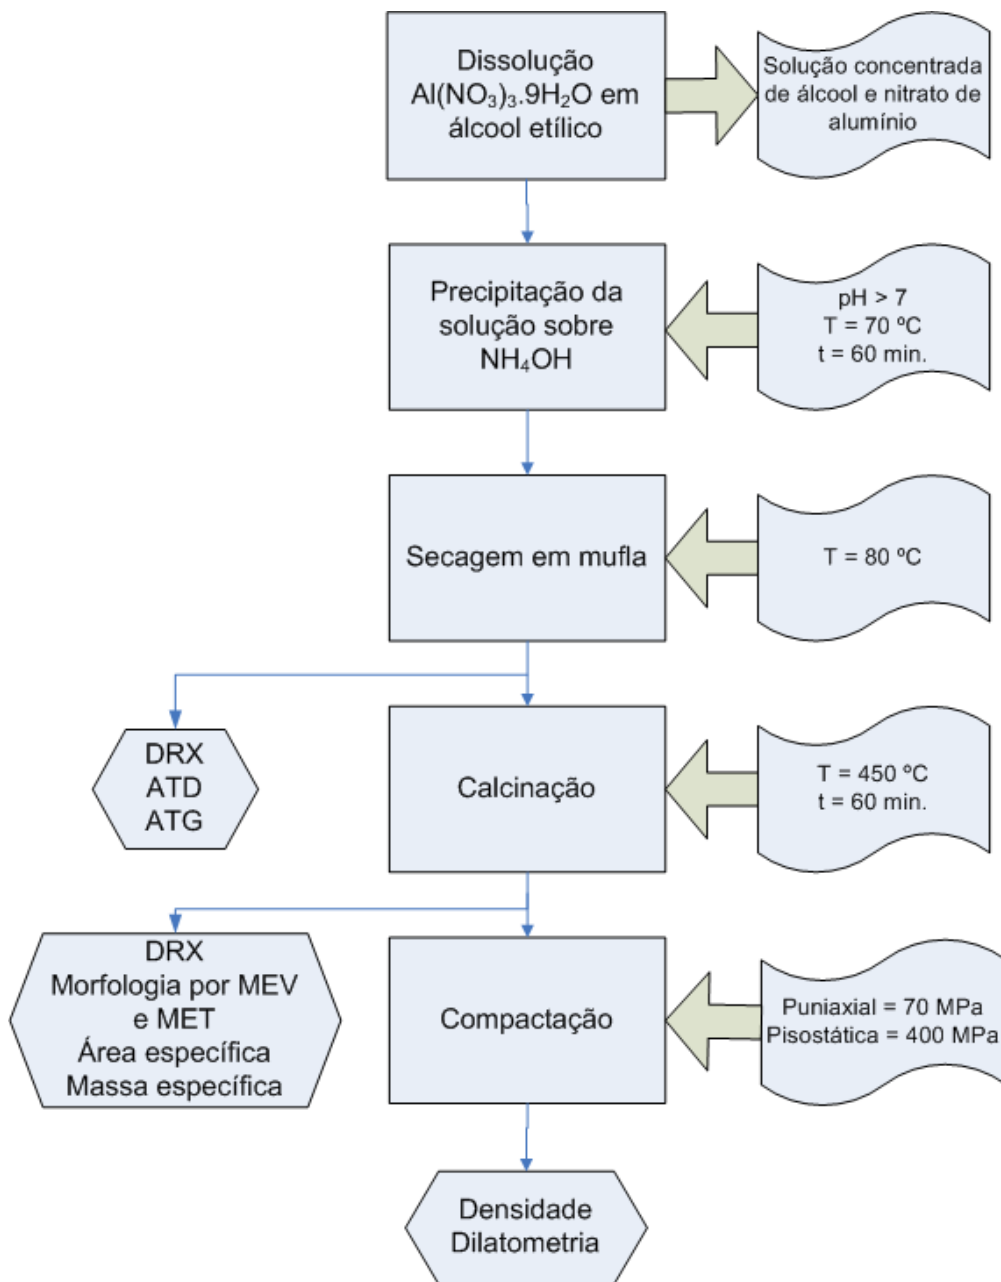 Dissolução
Al(NO₃)₃.9H₂O em
álcool etílico
Solução concentrada
de álcool e nitrato de
alumínio
Precipitação da
solução sobre
NH₄OH
pH > 7
T = 70 ºC
t = 60 min.
Secagem em mufla
T = 80 ºC
DRX
ATD
ATG
Calcinação
T = 450 ºC
t = 60 min.
DRX
Morfologia por MEV
e MET
Área específica
Massa específica
Compactação
Puniaxial = 70 MPa
Pisostática = 400 MPa
Densidade
Dilatometria